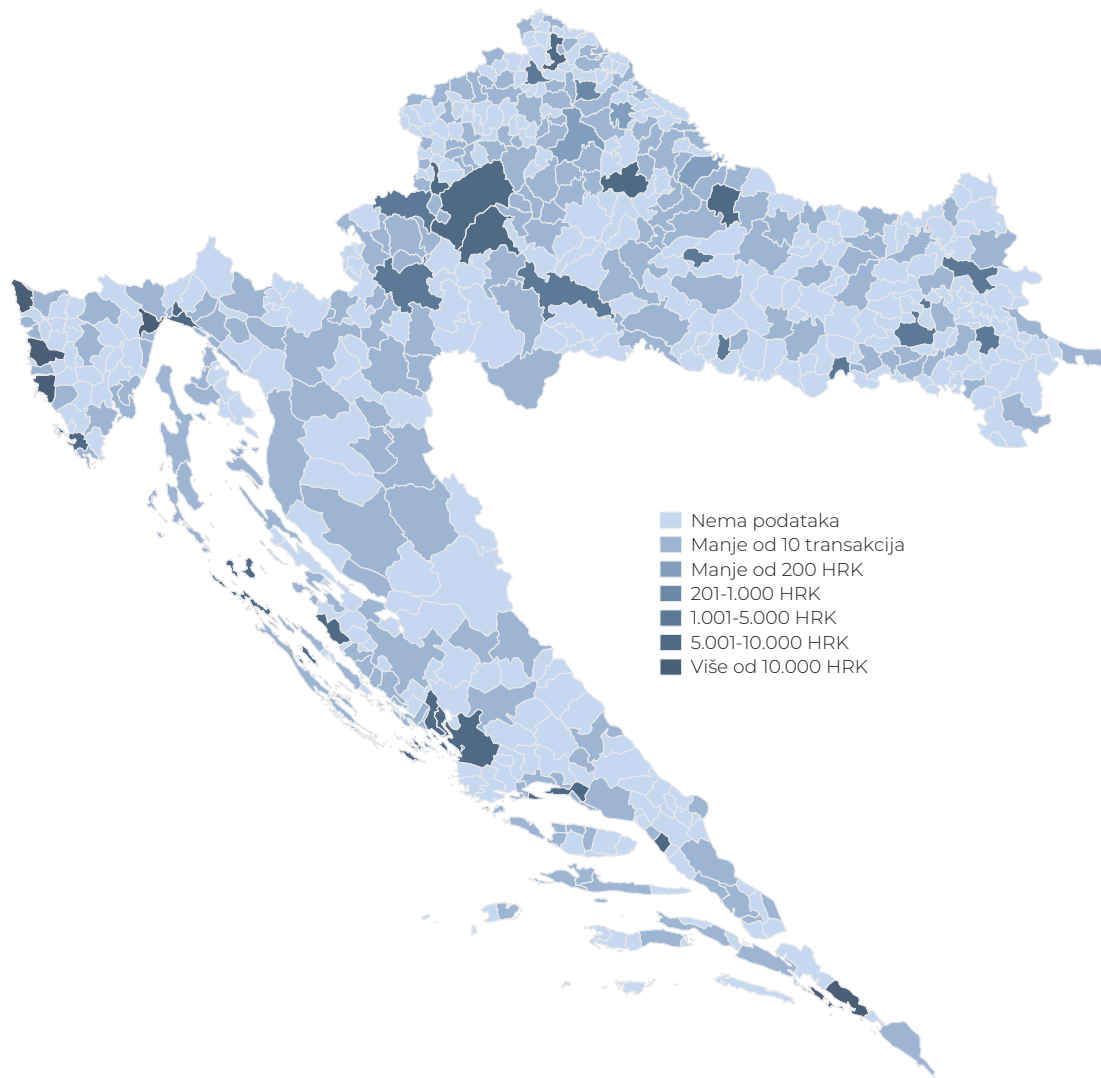 Nema podataka
Manje od 10 transakcija
Manje od 200 HRK
201-1.000 HRK
1.001-5.000 HRK
5.001-10.000 HRK
Više od 10.000 HRK